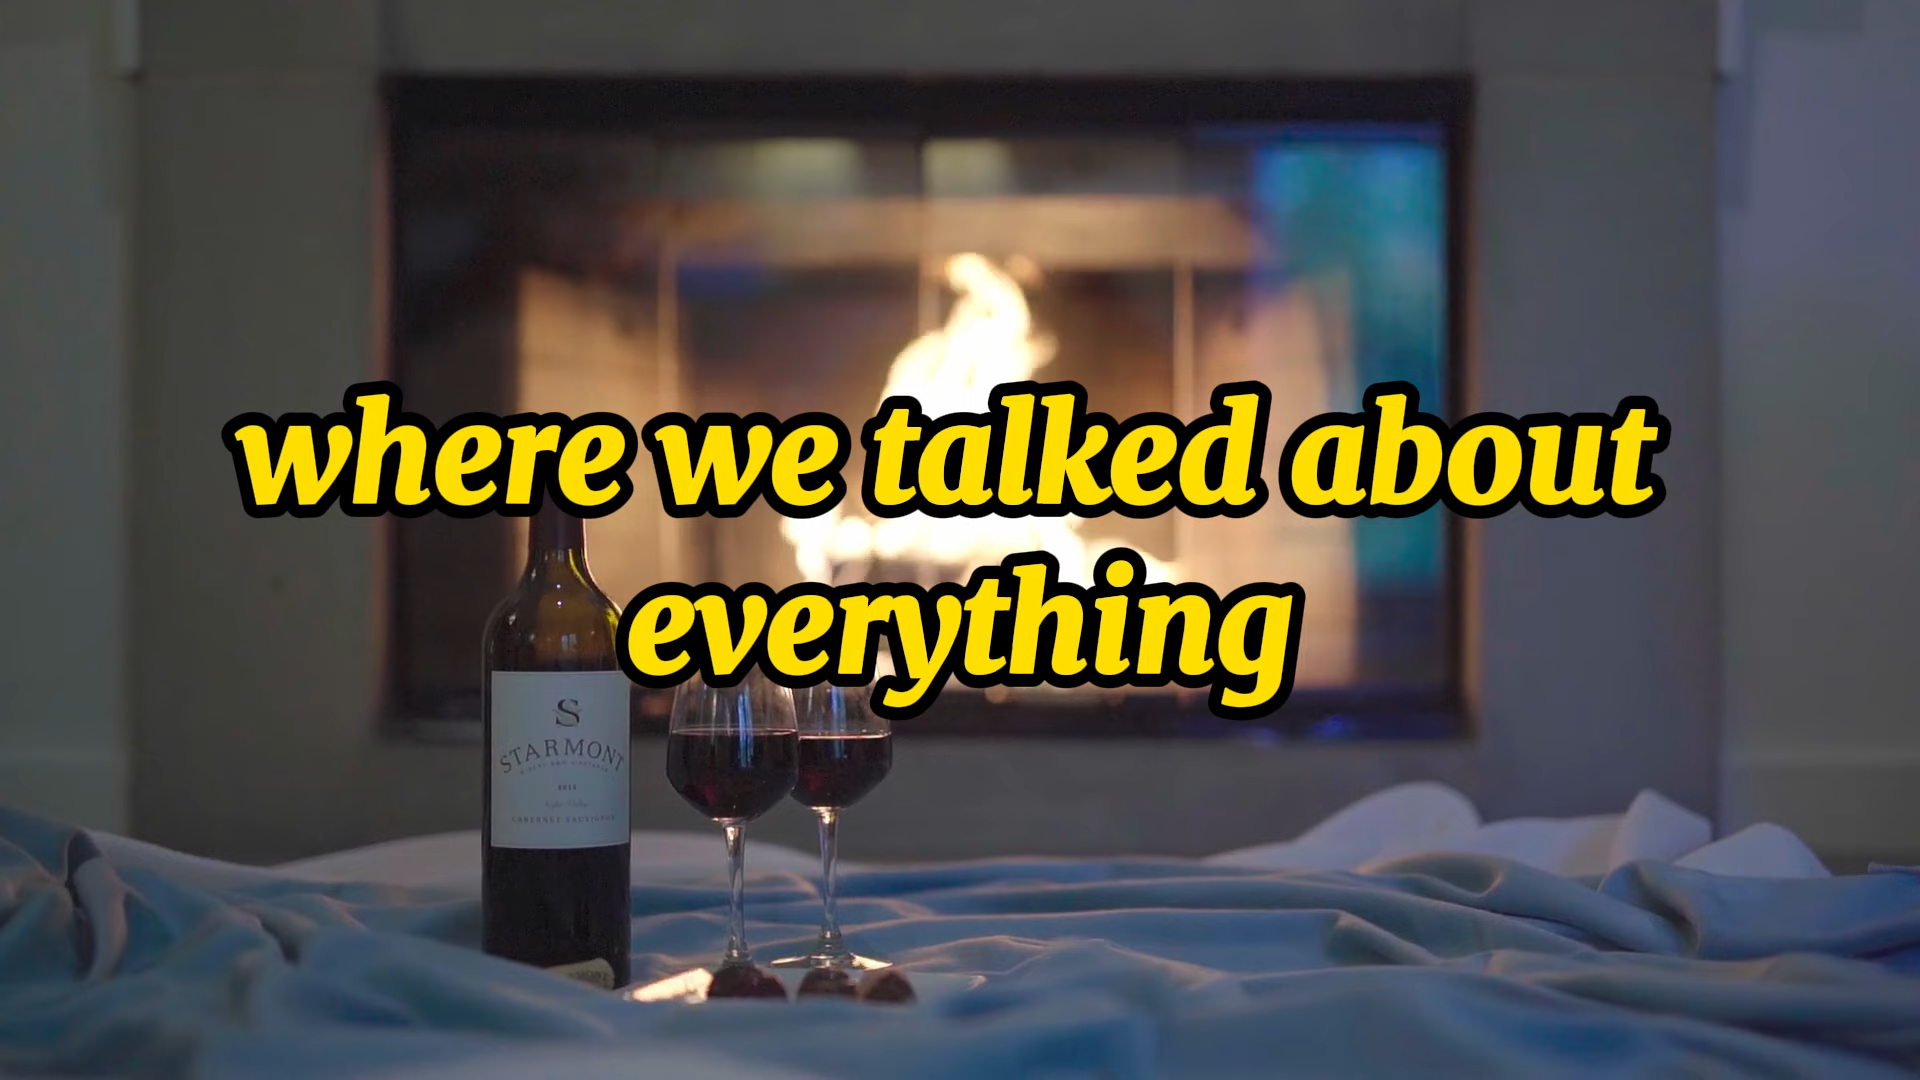 where we talked about
everything
S
STARMONT
CABERNET SAUVIGNON